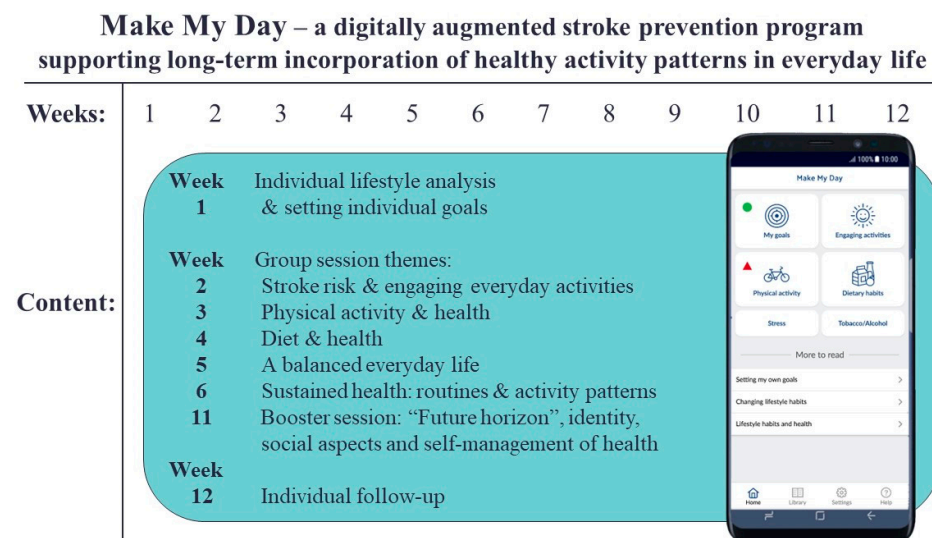 Make My Day – a digitally augmented stroke prevention program
supporting long-term incorporation of healthy activity patterns in everyday life
Weeks: 1 2 3 4 5 6 7 8 9 10 11 12
Content:
Week Individual lifestyle analysis
1 & setting individual goals
Week Group session themes:
2 Stroke risk & engaging everyday activities
3 Physical activity & health
4 Diet & health
5 A balanced everyday life
6 Sustained health: routines & activity patterns
11 Booster session: “Future horizon”, identity,
social aspects and self-management of health
Week
12 Individual follow-up
100% 10:00
Make My Day
My goals Engaging activities
Physical activity Dietary habits
Stress Tobacco/Alcohol
More to read
Setting my own goals
Changing lifestyle habits
Lifestyle habits and health
Home Library Settings Help